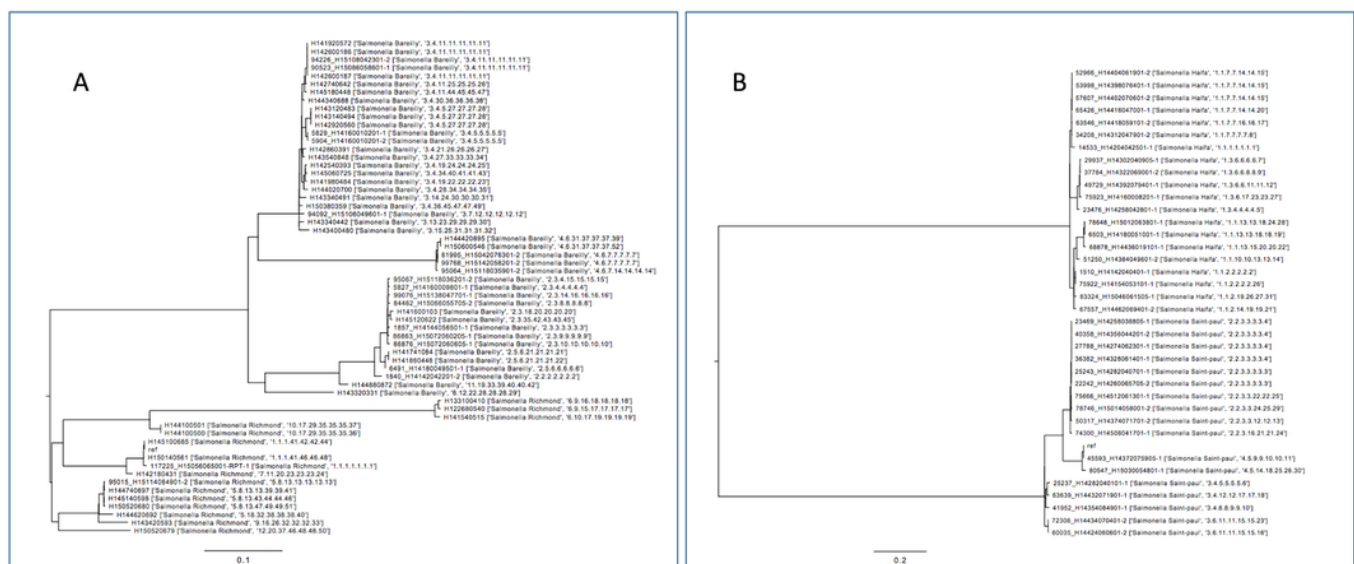 A
H141920572 ['Salmonella Bareilly', '3.4.11.11.11.11.11']
H142600186 ['Salmonella Bareilly', '3.4.11.11.11.11.11']
94226_H15108042301-2 ['Salmonella Bareilly', '3.4.11.11.11.11.11']
90523_H15086058601-1 ['Salmonella Bareilly', '3.4.11.11.11.11.11']
H142600187 ['Salmonella Bareilly', '3.4.11.11.11.11.11']
H142740642 ['Salmonella Bareilly', '3.4.11.25.25.25.26']
H145180448 ['Salmonella Bareilly', '3.4.11.44.45.45.47']
H144340888 ['Salmonella Bareilly', '3.4.30.36.36.36.38']
H143120483 ['Salmonella Bareilly', '3.4.5.27.27.27.28']
H143140494 ['Salmonella Bareilly', '3.4.5.27.27.27.28']
H142920560 ['Salmonella Bareilly', '3.4.5.27.27.27.28']
5829_H14160010201-1 ['Salmonella Bareilly', '3.4.5.5.5.5.5']
5904_H14160010201-2 ['Salmonella Bareilly', '3.4.5.5.5.5.5']
H142860391 ['Salmonella Bareilly', '3.4.21.26.26.26.27']
H143540848 ['Salmonella Bareilly', '3.4.27.33.33.33.34']
H142540393 ['Salmonella Bareilly', '3.4.19.24.24.24.25']
H145060725 ['Salmonella Bareilly', '3.4.34.40.41.41.43']
H141980484 ['Salmonella Bareilly', '3.4.19.22.22.22.23']
H144020700 ['Salmonella Bareilly', '3.4.28.34.34.34.35']
H143340491 ['Salmonella Bareilly', '3.14.24.30.30.30.31']
H150380359 ['Salmonella Bareilly', '3.4.36.45.47.47.49']
94092_H15108049601-1 ['Salmonella Bareilly', '3.7.12.12.12.12.12']
H143340442 ['Salmonella Bareilly', '3.13.23.29.29.29.30']
H143400480 ['Salmonella Bareilly', '3.15.25.31.31.31.32']
H144420895 ['Salmonella Bareilly', '4.6.31.37.37.37.39']
H150600546 ['Salmonella Bareilly', '4.6.31.37.37.37.52']
81995_H15042076301-2 ['Salmonella Bareilly', '4.6.7.7.7.7.7']
99768_H15142058201-2 ['Salmonella Bareilly', '4.6.7.7.7.7.7']
95064_H15118035901-2 ['Salmonella Bareilly', '4.6.7.14.14.14.14']
95067_H15118036201-2 ['Salmonella Bareilly', '2.3.4.15.15.15.15']
5827_H14160009801-1 ['Salmonella Bareilly', '2.3.4.4.4.4.4']
99076_H15138047701-1 ['Salmonella Bareilly', '2.3.14.16.16.16.16']
84462_H15066055705-2 ['Salmonella Bareilly', '2.3.8.8.8.8.8']
H141600103 ['Salmonella Bareilly', '2.3.18.20.20.20.20']
H145120622 ['Salmonella Bareilly', '2.3.35.42.43.43.45']
1887_H14144056501-1 ['Salmonella Bareilly', '2.3.3.3.3.3.3']
86863_H15072060205-1 ['Salmonella Bareilly', '2.3.9.9.9.9.9']
86876_H15072060605-1 ['Salmonella Bareilly', '2.3.10.10.10.10.10']
H141741084 ['Salmonella Bareilly', '2.5.6.21.21.21.21']
H141860448 ['Salmonella Bareilly', '2.5.6.21.21.21.22']
6491_H14180049501-1 ['Salmonella Bareilly', '2.5.6.6.6.6.6']
1840_H14142042201-2 ['Salmonella Bareilly', '2.2.2.2.2.2.2']
H144880872 ['Salmonella Bareilly', '11.19.33.39.40.40.42']
H143320331 ['Salmonella Bareilly', '8.12.22.28.28.28.29']
H133100410 ['Salmonella Richmond', '6.9.16.18.18.18.18']
H122680540 ['Salmonella Richmond', '6.9.15.17.17.17.17']
H141540515 ['Salmonella Richmond', '6.10.17.19.19.19.19']
H144100501 ['Salmonella Richmond', '10.17.29.35.35.35.37']
H144100500 ['Salmonella Richmond', '10.17.29.35.35.35.36']
H145100685 ['Salmonella Richmond', '1.1.1.41.42.42.44']
ref
H150140561 ['Salmonella Richmond', '1.1.1.41.46.46.48']
117225_H15056065001-RPT-1 ['Salmonella Richmond', '1.1.1.1.1.1.1']
H142180431 ['Salmonella Richmond', '7.11.20.23.23.23.24']
95015_H15114084901-2 ['Salmonella Richmond', '5.8.13.13.13.13.13']
H144740697 ['Salmonella Richmond', '5.8.13.13.39.39.41']
H145140598 ['Salmonella Richmond', '5.8.13.43.44.44.46']
H150520680 ['Salmonella Richmond', '5.8.13.47.49.49.51']
H144620692 ['Salmonella Richmond', '5.18.32.38.38.38.40']
H143420593 ['Salmonella Richmond', '9.16.26.32.32.32.33']
H150520679 ['Salmonella Richmond', '12.20.37.46.48.48.50']
0.1
B
52966_H14404061901-2 ['Salmonella Haifa', '1.1.7.7.14.14.15']
53998_H14398076401-1 ['Salmonella Haifa', '1.1.7.7.14.14.15']
57607_H14402070601-2 ['Salmonella Haifa', '1.1.7.7.14.14.15']
65426_H14416047001-1 ['Salmonella Haifa', '1.1.7.7.14.14.20']
63546_H14418059101-2 ['Salmonella Haifa', '1.1.7.7.16.16.17']
34208_H14312047901-2 ['Salmonella Haifa', '1.1.7.7.7.7.8']
14533_H14204042501-1 ['Salmonella Haifa', '1.1.1.1.1.1.1']
29937_H14302040905-1 ['Salmonella Haifa', '1.3.6.6.6.6.7']
37784_H14322069001-2 ['Salmonella Haifa', '1.3.6.6.8.8.9']
49729_H14392079401-1 ['Salmonella Haifa', '1.3.6.6.11.11.12']
75923_H14160008201-1 ['Salmonella Haifa', '1.3.6.17.23.23.27']
23476_H14258042801-1 ['Salmonella Haifa', '1.3.4.4.4.4.5']
78648_H15012063801-1 ['Salmonella Haifa', '1.1.13.13.18.24.28']
6503_H14180051001-1 ['Salmonella Haifa', '1.1.13.13.18.18.19']
68878_H14436019101-1 ['Salmonella Haifa', '1.1.13.15.20.20.22']
51250_H14384049601-2 ['Salmonella Haifa', '1.1.10.10.13.13.14']
1510_H14142040401-1 ['Salmonella Haifa', '1.1.2.2.2.2.2']
75922_H14154053101-1 ['Salmonella Haifa', '1.1.2.2.2.2.26']
83324_H15046061505-1 ['Salmonella Haifa', '1.1.2.19.26.27.31']
67557_H14462069401-2 ['Salmonella Haifa', '1.1.2.14.19.19.21']
23469_H14258036805-1 ['Salmonella Saint-paul', '2.2.3.3.3.3.4']
40358_H14356044201-2 ['Salmonella Saint-paul', '2.2.3.3.3.3.4']
27788_H14274062301-1 ['Salmonella Saint-paul', '2.2.3.3.3.3.4']
36382_H14328061401-1 ['Salmonella Saint-paul', '2.2.3.3.3.3.4']
25243_H14282040701-1 ['Salmonella Saint-paul', '2.2.3.3.3.3.3']
22242_H14260065705-2 ['Salmonella Saint-paul', '2.2.3.3.3.3.3']
75666_H14512061301-1 ['Salmonella Saint-paul', '2.2.3.3.22.22.25']
78746_H15014058001-2 ['Salmonella Saint-paul', '2.2.3.3.24.25.29']
50317_H14374071701-2 ['Salmonella Saint-paul', '2.2.3.3.12.12.13']
74300_H14508041701-1 ['Salmonella Saint-paul', '2.2.3.16.21.21.24']
ref
45593_H14372075905-1 ['Salmonella Saint-paul', '4.5.9.9.10.10.11']
80547_H15030054801-1 ['Salmonella Saint-paul', '4.5.14.18.25.26.30']
25237_H14282040101-1 ['Salmonella Saint-paul', '3.4.5.5.5.5.6']
63639_H14432071901-1 ['Salmonella Saint-paul', '3.4.12.12.17.17.18']
41952_H14354084901-1 ['Salmonella Saint-paul', '3.4.8.8.9.9.10']
72306_H14434070401-2 ['Salmonella Saint-paul', '3.6.11.11.15.15.23']
60035_H14424060601-2 ['Salmonella Saint-paul', '3.6.11.11.15.15.16']
0.2